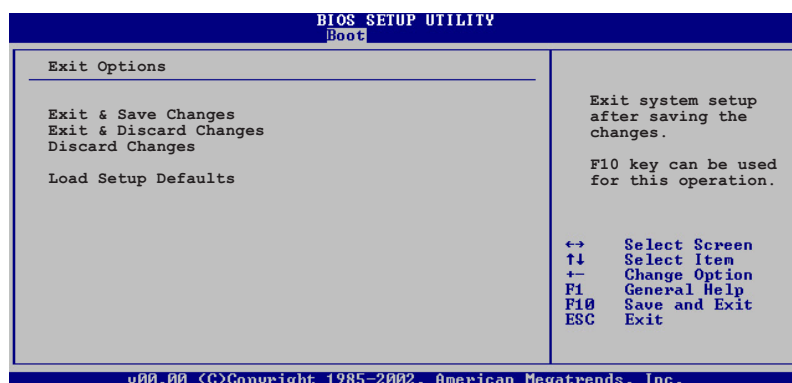 BIOS SETUP UTILITY
Boot
Exit Options
Exit & Save Changes
Exit & Discard Changes
Discard Changes
Load Setup Defaults
Exit system setup
after saving the
changes.
F10 key can be used
for this operation.
←→ Select Screen
↑↓ Select Item
+- Change Option
F1 General Help
F10 Save and Exit
ESC Exit
v00.00 (C)Copyright 1985-2002, American Megatrends, Inc.